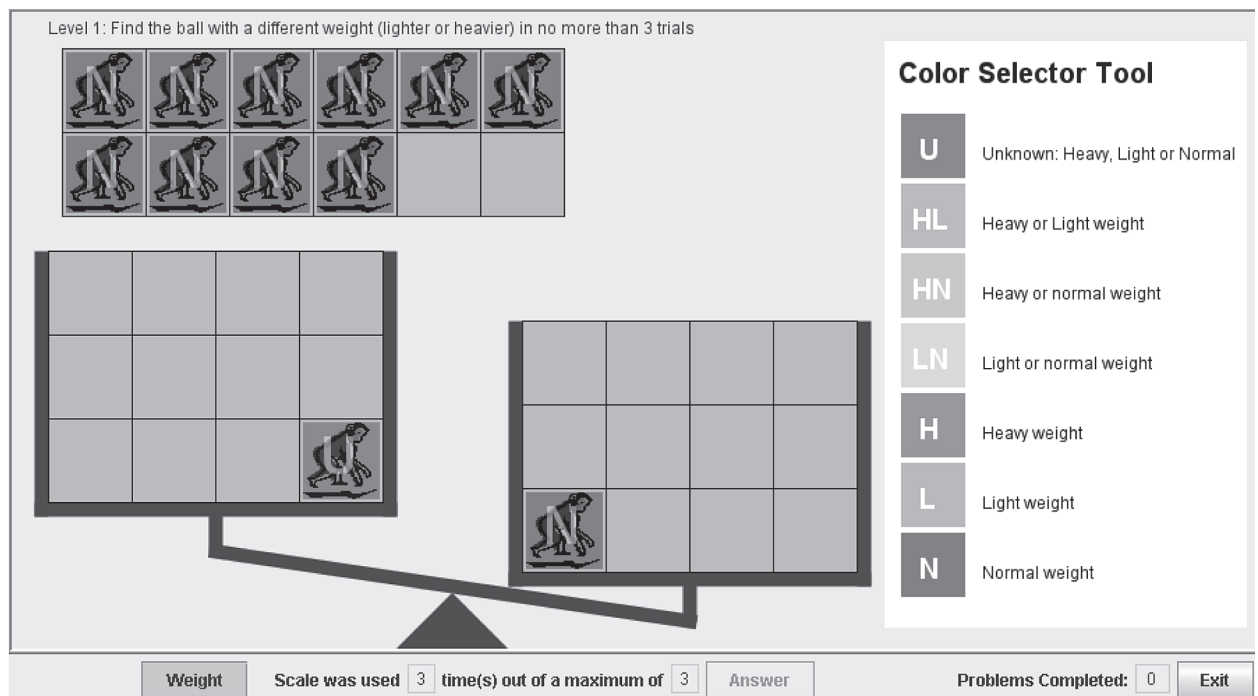 Level 1: Find the ball with a different weight (lighter or heavier) in no more than 3 trials
N N N N N N
N N N N
U
N
Color Selector Tool
U Unknown: Heavy, Light or Normal
HL Heavy or Light weight
HN Heavy or normal weight
LN Light or normal weight
H Heavy weight
L Light weight
N Normal weight
Weight Scale was used 3 time(s) out of a maximum of 3 Answer Problems Completed: 0 Exit